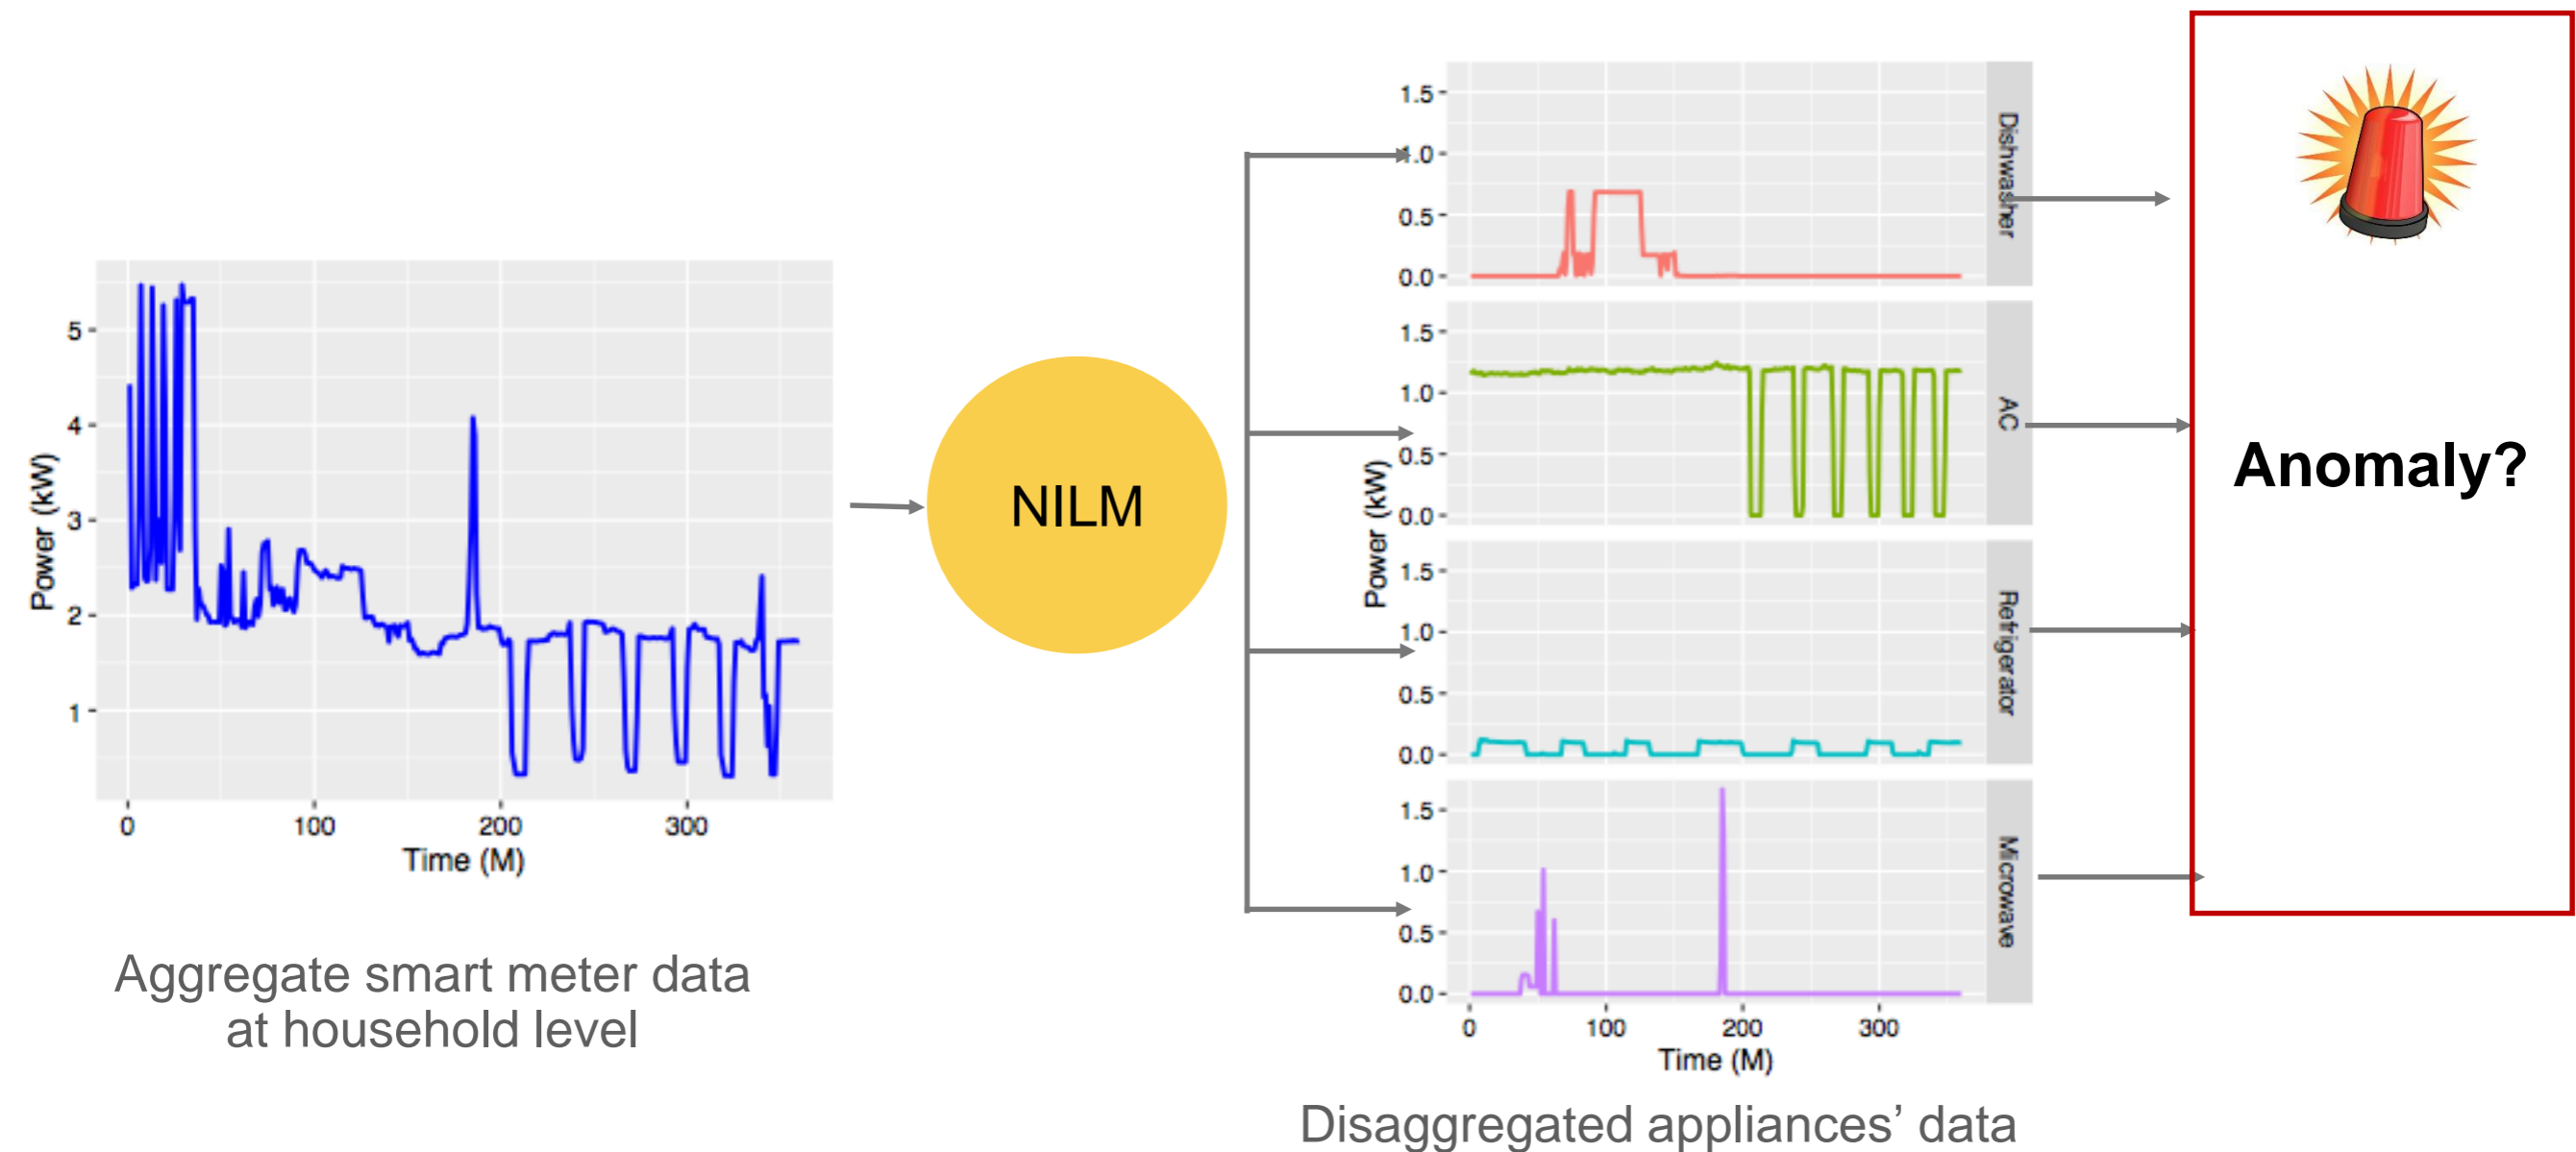 5
4
3
2
1
Power (kW)
0
100
200
300
Time (M)
Aggregate smart meter data
at household level
NILM
Power (kW)
1.5
1.0
0.5
0.0
Dishwasher
1.5
1.0
0.5
0.0
AC
1.5
1.0
0.5
0.0
Refrigerator
1.5
1.0
0.5
0.0
Microwave
0
100
200
300
Time (M)
Disaggregated appliances’ data
Anomaly?